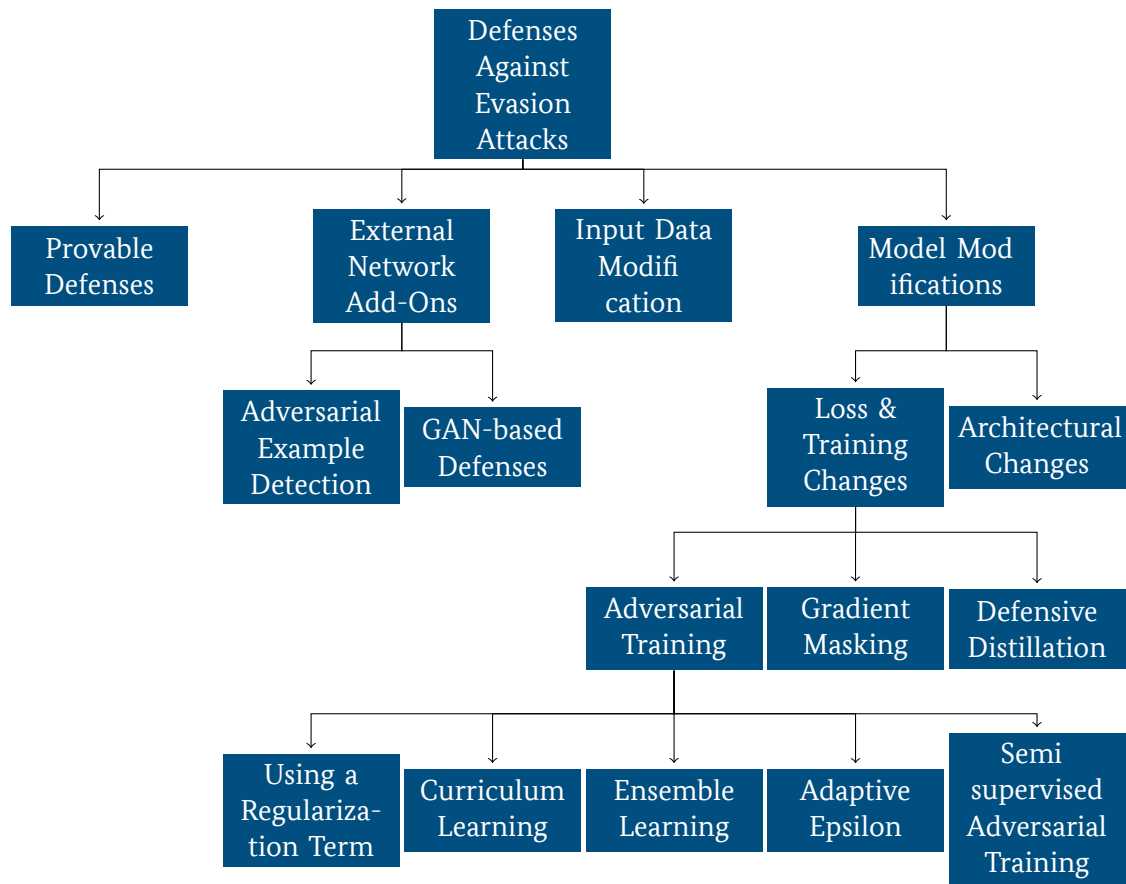 Defenses
Against
Evasion
Attacks
Provable
Defenses
External
Network
Add-Ons
Input Data
Modifi
cation
Model Mod
ifications
Adversarial
Example
Detection
GAN-based
Defenses
Loss &
Training
Changes
Architectural
Changes
Adversarial
Training
Gradient
Masking
Defensive
Distillation
Using a
Regulariza-
tion Term
Curriculum
Learning
Ensemble
Learning
Adaptive
Epsilon
Semi
supervised
Adversarial
Training